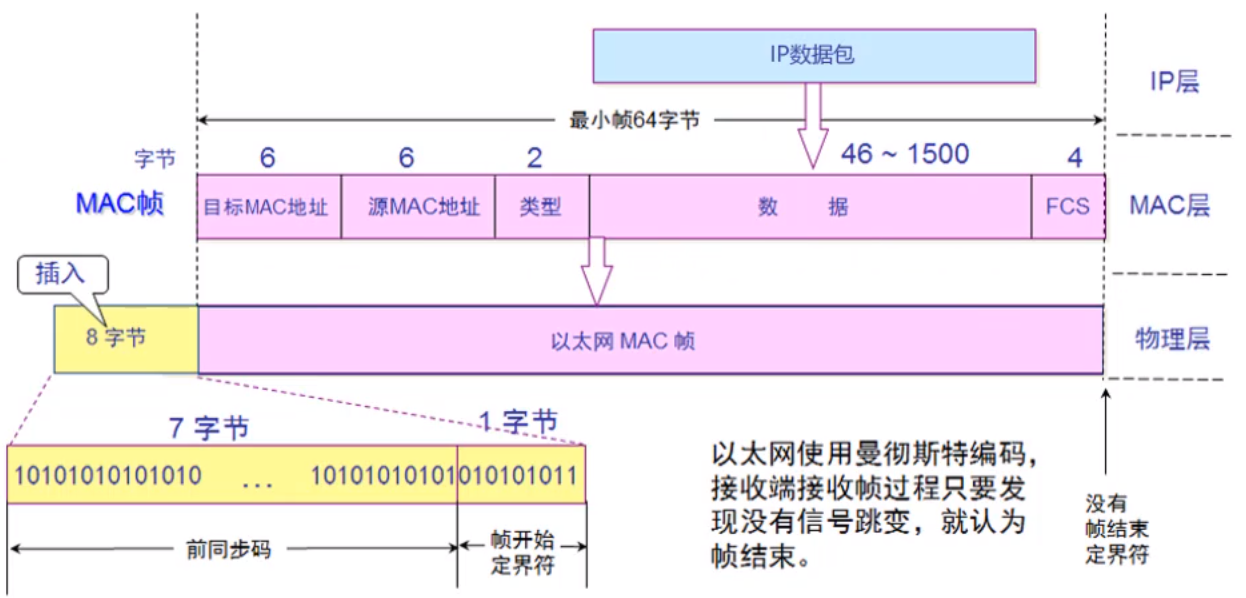 IP数据包
IP层
最小帧64字节
字节 6 6 2 46 ~ 1500 4
MAC帧 目标MAC地址 源MAC地址 类型 数 据 FCS MAC层
插入
8 字节 以太网 MAC 帧 物理层
7 字节 1 字节
10101010101010 ... 10101010101010101011
前同步码
帧开始
定界符
以太网使用曼彻斯特编码，
接收端接收帧过程只要发
现没有信号跳变，就认为
帧结束。
没有
帧结束
定界符